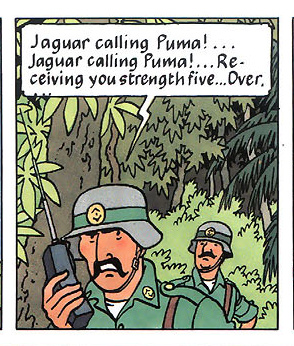 Jaguar calling Puma!...
Jaguar calling Puma!...Re-
ceiving you strength five...Over.
...